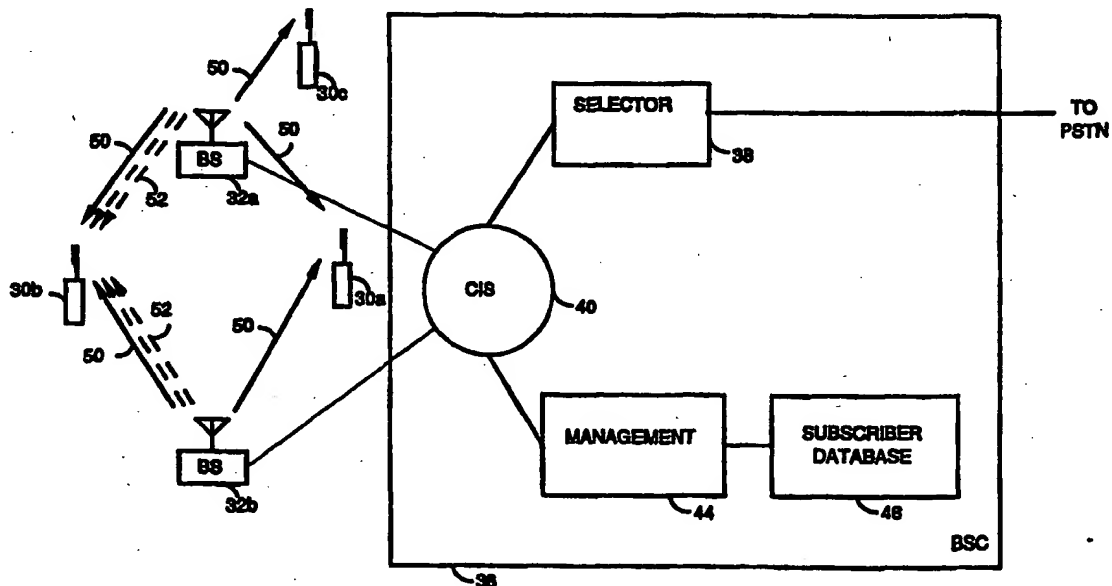 50
30c
SELECTOR
38
TO
PSTN
50
BS
32a
50
52
30b
30a
CIS
40
52
50
50
BS
32b
MANAGEMENT
44
SUBSCRIBER
DATABASE
46
BSC
36